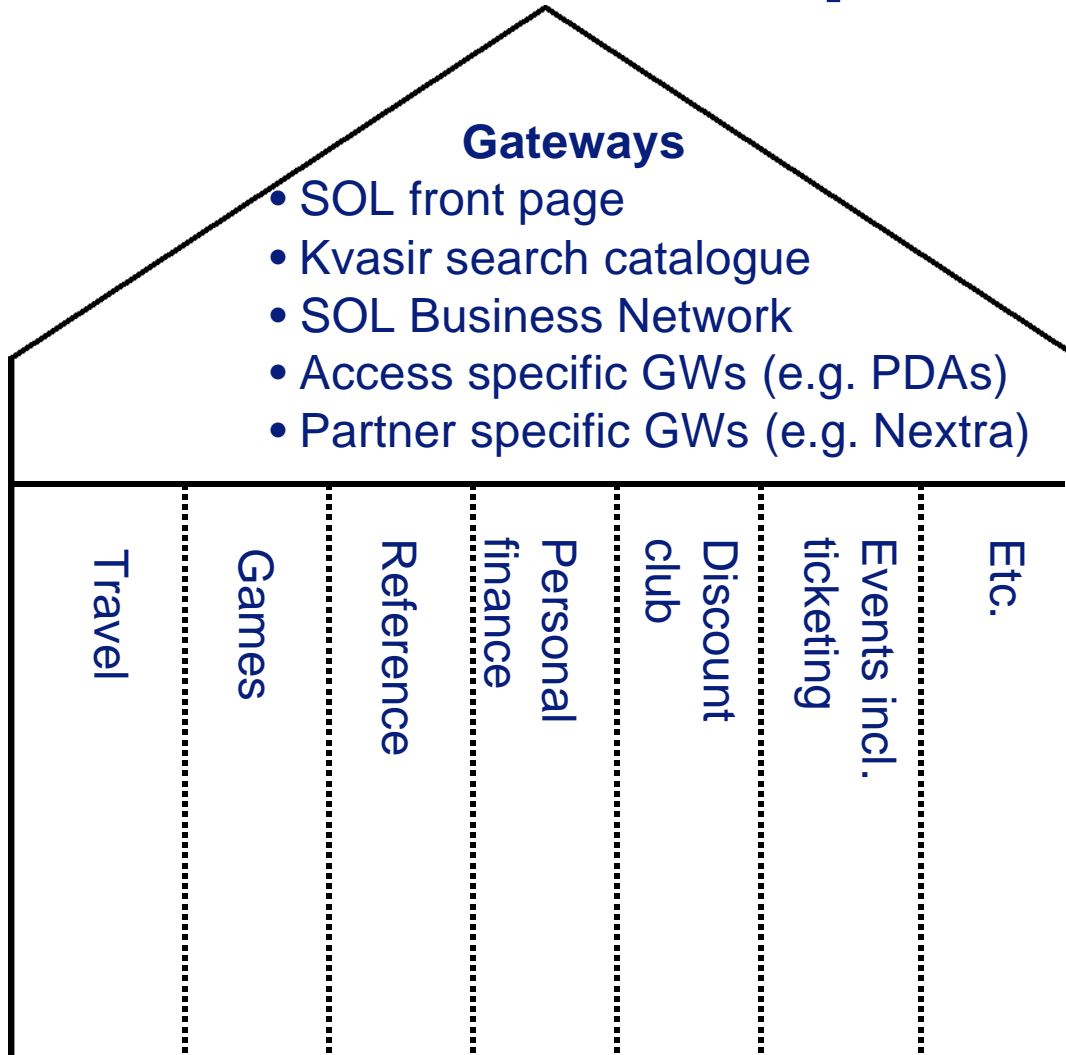 Gateways
• SOL front page
• Kvasir search catalogue
• SOL Business Network
• Access specific GWs (e.g. PDAs)
• Partner specific GWs (e.g. Nextra)
Travel
Games
Reference
Personal
finance
Discount
club
Events incl.
ticketing
Etc.